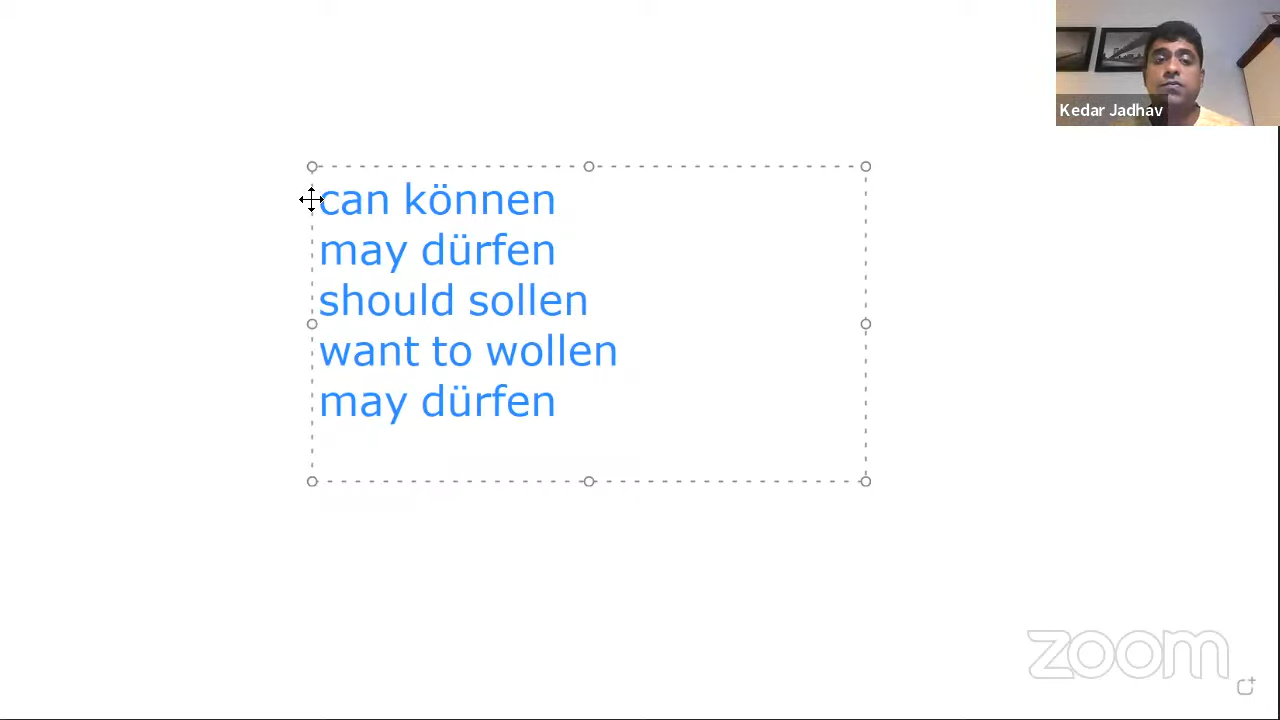 Kedar Jadhav
can können
may dürfen
should sollen
want to wollen
may dürfen
zoom